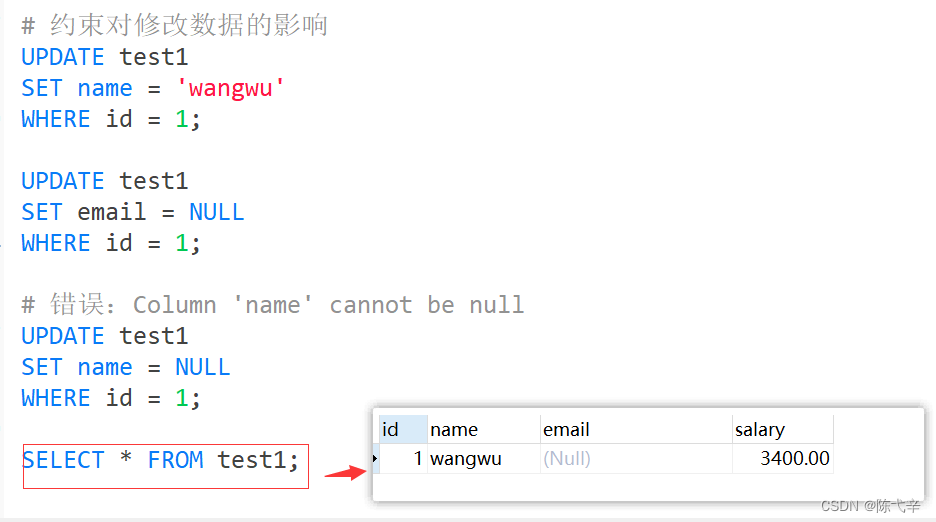 # 约束对修改数据的影响
UPDATE test1
SET name = 'wangwu'
WHERE id = 1;
UPDATE test1
SET email = NULL
WHERE id = 1;
# 错误：Column 'name' cannot be null
UPDATE test1
SET name = NULL
WHERE id = 1;
SELECT * FROM test1;
id name email salary
1 wangwu (Null) 3400.00
CSDN @陈弋辛